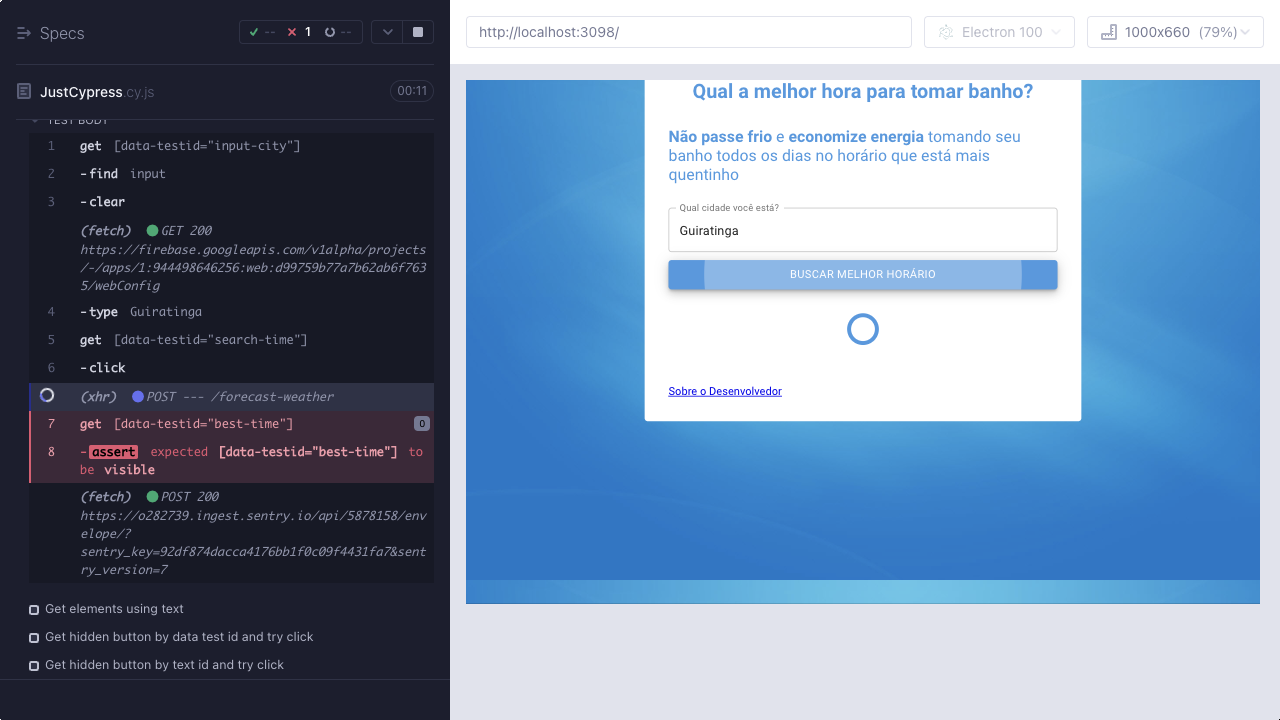 Specs
-- 1 --
JustCypress.cy.js 00:11
TEST BODY
1 get [data-testid="input-city"]
2 -find input
3 -clear
(fetch) GET 200
https://firebase.googleapis.com/v1alpha/projects
/-/apps/1:944498646256:web:d99759b77a7b62ab6f763
5/webConfig
4 -type Guiratinga
5 get [data-testid="search-time"]
6 -click
(xhr) POST --- /forecast-weather
7 get [data-testid="best-time"] 0
8 -assert expected [data-testid="best-time"] to
be visible
(fetch) POST 200
https://o282739.ingest.sentry.io/api/5878158/env
elope/?
sentry_key=92df874dacca4176bb1f0c09f4431fa7&sent
ry_version=7
Get elements using text
Get hidden button by data test id and try click
Get hidden button by text id and try click
http://localhost:3098/
Electron 100
1000x660 (79%)
Qual a melhor hora para tomar banho?
Não passe frio e economize energia tomando seu
banho todos os dias no horário que está mais
quentinho
Qual cidade você está?
Guiratinga
BUSCAR MELHOR HORÁRIO
Sobre o Desenvolvedor